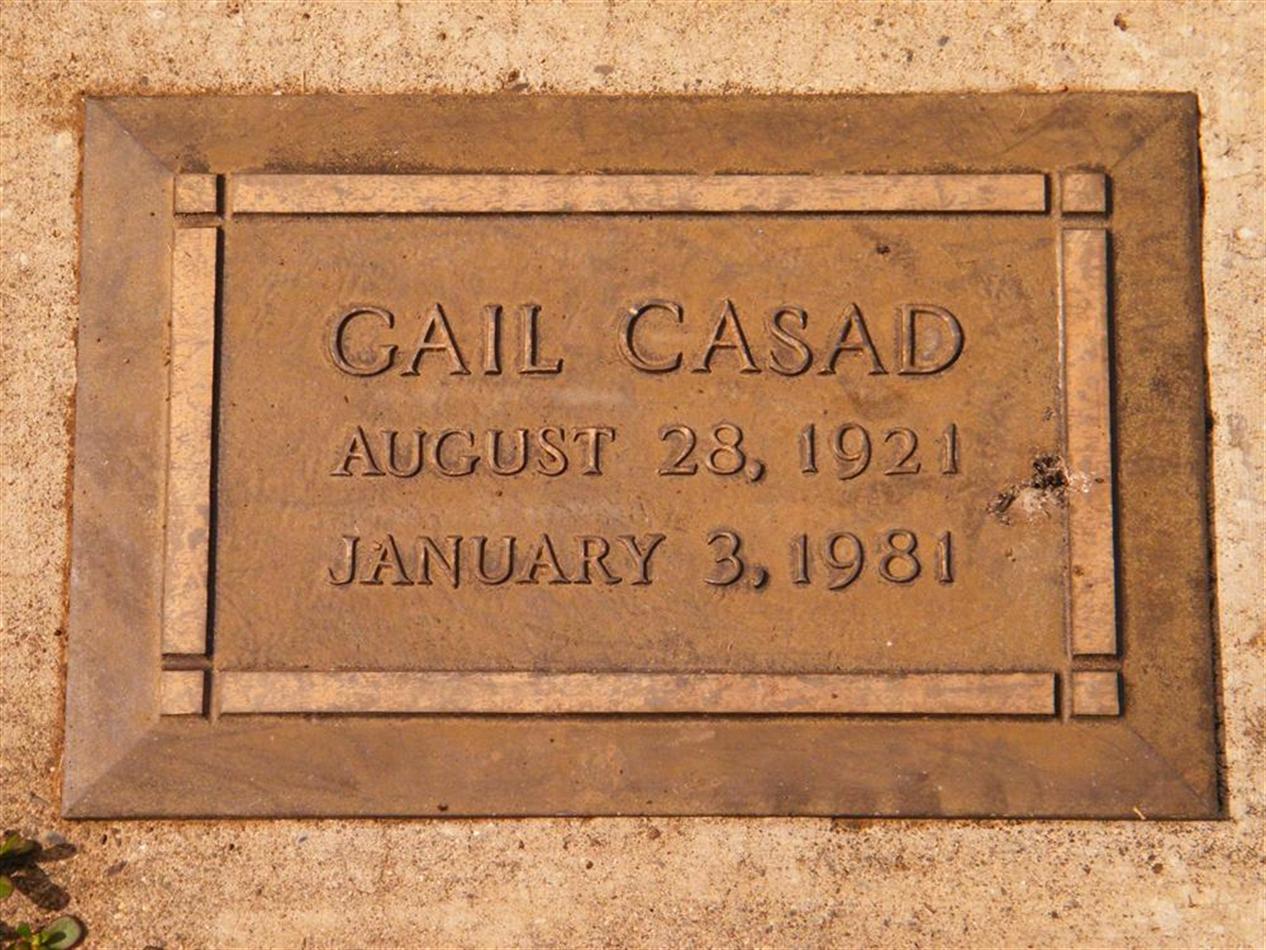 GAIL CASAD
AUGUST 28, 1921
JANUARY 3, 1981